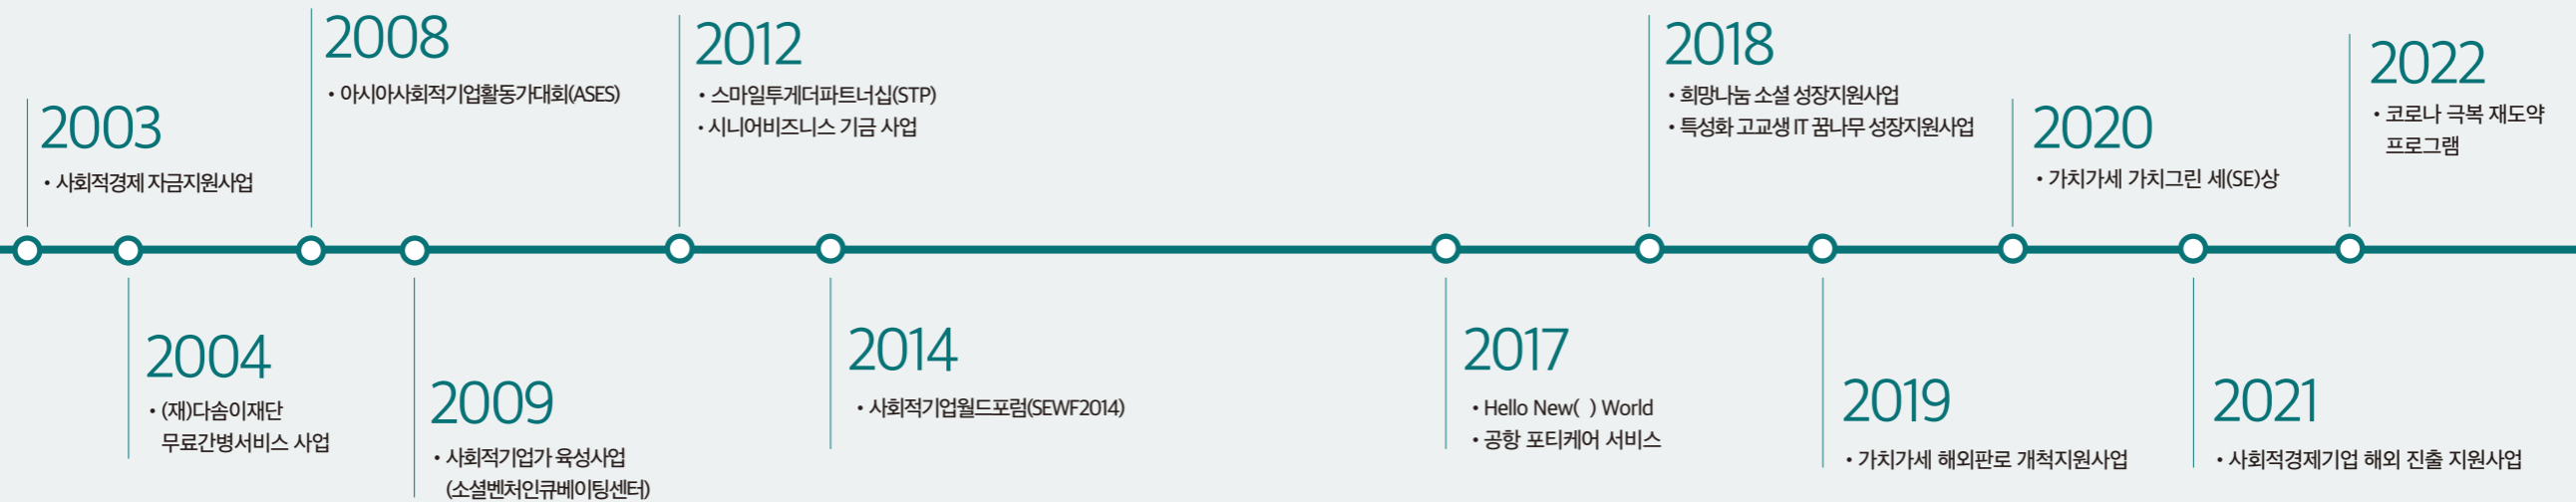 2003
• 사회적경제 자금지원사업
2004
• (재)다솜이재단
무료간병서비스 사업
2008
• 아시아사회적기업활동가대회(ASES)
2009
• 사회적기업가 육성사업
(소셜벤처인큐베이팅센터)
2012
• 스마일투게더파트너십(STP)
• 시니어비즈니스 기금 사업
2014
• 사회적기업월드포럼(SEWF2014)
2017
• Hello New( ) World
• 공항 포티케어 서비스
2018
• 희망나눔 소셜 성장지원사업
• 특성화 고교생 IT 꿈나무 성장지원사업
2019
• 가치가세 해외판로 개척지원사업
2020
• 가치가세 가치그린 세(SE)상
2021
• 사회적경제기업 해외 진출 지원사업
2022
• 코로나 극복 재도약
프로그램